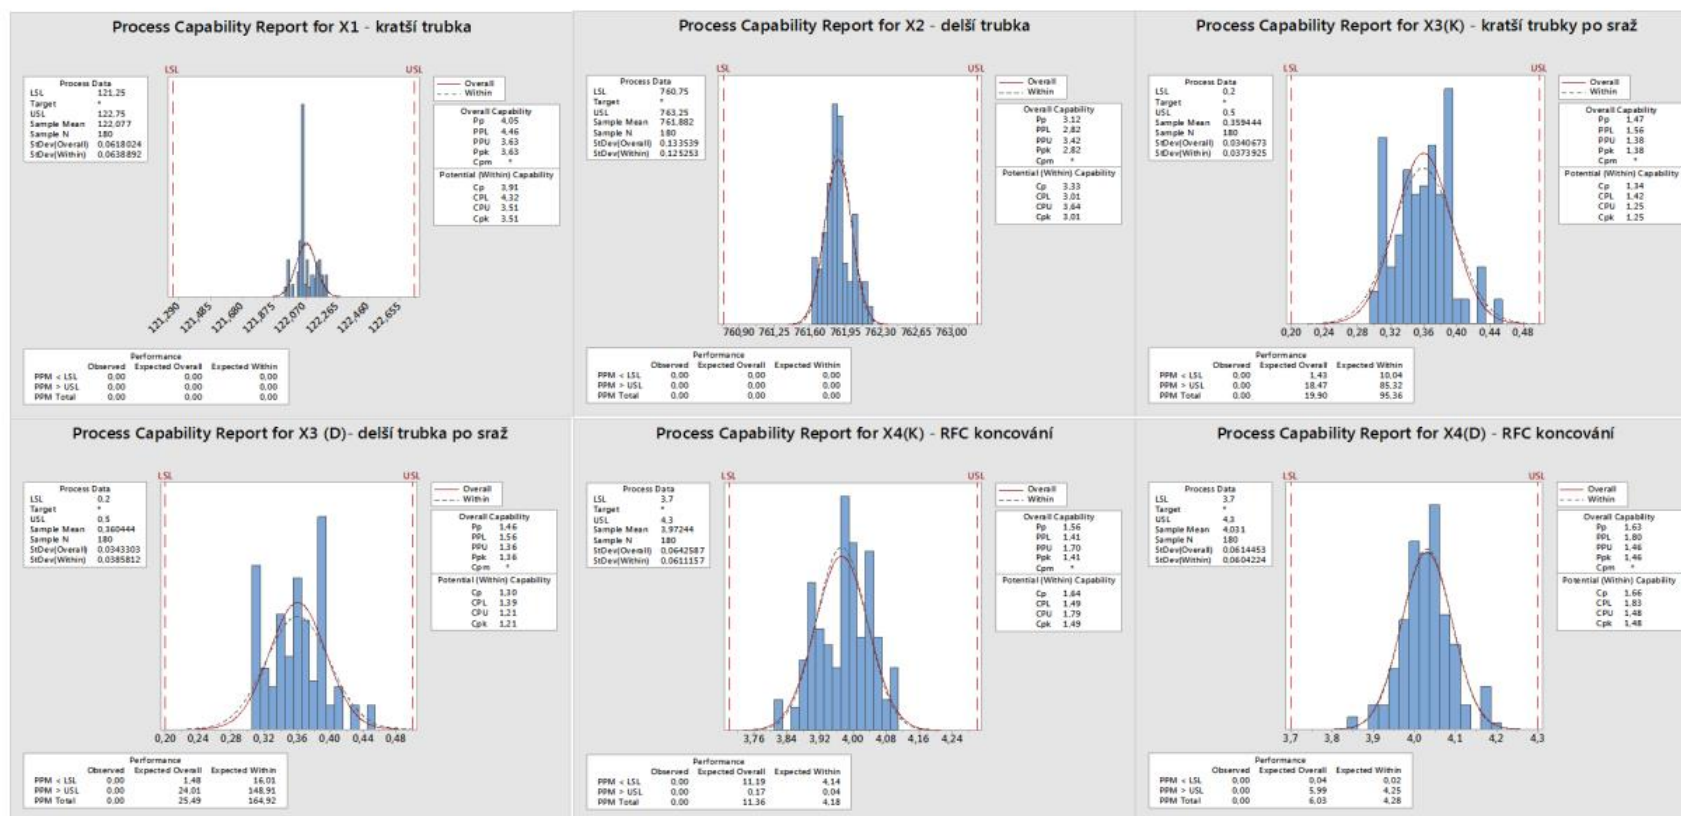 Process Capability Report for X1 - kratší trubka
LSL USL
Process Data
LSL 121,25
Target *
USL 122,75
Sample Mean 122,077
Sample N 180
StDev(Overall) 0,0618024
StDev(Within) 0,0638892
Overall
Within
Overall Capability
Pp 4,05
PPL 4,46
PPU 3,63
Ppk 3,63
Cpm *
Potential (Within) Capability
Cp 3,91
CPL 4,32
CPU 3,51
Cpk 3,51
121,290 121,485 121,680 121,875 122,070 122,265 122,460 122,655
Performance
Observed Expected Overall Expected Within
PPM < LSL 0,00 0,00 0,00
PPM > USL 0,00 0,00 0,00
PPM Total 0,00 0,00 0,00
Process Capability Report for X2 - delší trubka
LSL USL
Process Data
LSL 760,75
Target *
USL 763,25
Sample Mean 761,882
Sample N 180
StDev(Overall) 0,133539
StDev(Within) 0,125253
Overall
Within
Overall Capability
Pp 3,12
PPL 2,82
PPU 3,42
Ppk 2,82
Cpm *
Potential (Within) Capability
Cp 3,33
CPL 3,01
CPU 3,64
Cpk 3,01
760,90 761,25 761,60 761,95 762,30 762,65 763,00
Performance
Observed Expected Overall Expected Within
PPM < LSL 0,00 0,00 0,00
PPM > USL 0,00 0,00 0,00
PPM Total 0,00 0,00 0,00
Process Capability Report for X3(K) - kratší trubky po sraž
LSL USL
Process Data
LSL 0,2
Target *
USL 0,5
Sample Mean 0,359444
Sample N 180
StDev(Overall) 0,0340673
StDev(Within) 0,0373925
Overall
Within
Overall Capability
Pp 1,47
PPL 1,56
PPU 1,38
Ppk 1,38
Cpm *
Potential (Within) Capability
Cp 1,34
CPL 1,42
CPU 1,25
Cpk 1,25
0,20 0,24 0,28 0,32 0,36 0,40 0,44 0,48
Performance
Observed Expected Overall Expected Within
PPM < LSL 0,00 1,43 10,04
PPM > USL 0,00 18,47 85,32
PPM Total 0,00 19,90 95,36
Process Capability Report for X3 (D)- delší trubka po sraž
LSL USL
Process Data
LSL 0,2
Target *
USL 0,5
Sample Mean 0,360444
Sample N 180
StDev(Overall) 0,0343303
StDev(Within) 0,0385812
Overall
Within
Overall Capability
Pp 1,46
PPL 1,56
PPU 1,36
Ppk 1,36
Cpm *
Potential (Within) Capability
Cp 1,30
CPL 1,39
CPU 1,21
Cpk 1,21
0,20 0,24 0,28 0,32 0,36 0,40 0,44 0,48
Performance
Observed Expected Overall Expected Within
PPM < LSL 0,00 1,48 16,01
PPM > USL 0,00 24,01 148,91
PPM Total 0,00 25,49 164,92
Process Capability Report for X4(K) - RFC koncování
LSL USL
Process Data
LSL 3,7
Target *
USL 4,3
Sample Mean 3,97244
Sample N 180
StDev(Overall) 0,0642587
StDev(Within) 0,0611157
Overall
Within
Overall Capability
Pp 1,56
PPL 1,41
PPU 1,70
Ppk 1,41
Cpm *
Potential (Within) Capability
Cp 1,64
CPL 1,49
CPU 1,79
Cpk 1,49
3,76 3,84 3,92 4,00 4,08 4,16 4,24
Performance
Observed Expected Overall Expected Within
PPM < LSL 0,00 11,19 4,14
PPM > USL 0,00 0,17 0,04
PPM Total 0,00 11,36 4,18
Process Capability Report for X4(D) - RFC koncování
LSL USL
Process Data
LSL 3,7
Target *
USL 4,3
Sample Mean 4,031
Sample N 180
StDev(Overall) 0,0614453
StDev(Within) 0,0604224
Overall
Within
Overall Capability
Pp 1,63
PPL 1,80
PPU 1,46
Ppk 1,46
Cpm *
Potential (Within) Capability
Cp 1,66
CPL 1,83
CPU 1,48
Cpk 1,48
3,7 3,8 3,9 4,0 4,1 4,2 4,3
Performance
Observed Expected Overall Expected Within
PPM < LSL 0,00 0,04 0,02
PPM > USL 0,00 5,99 4,25
PPM Total 0,00 6,03 4,28